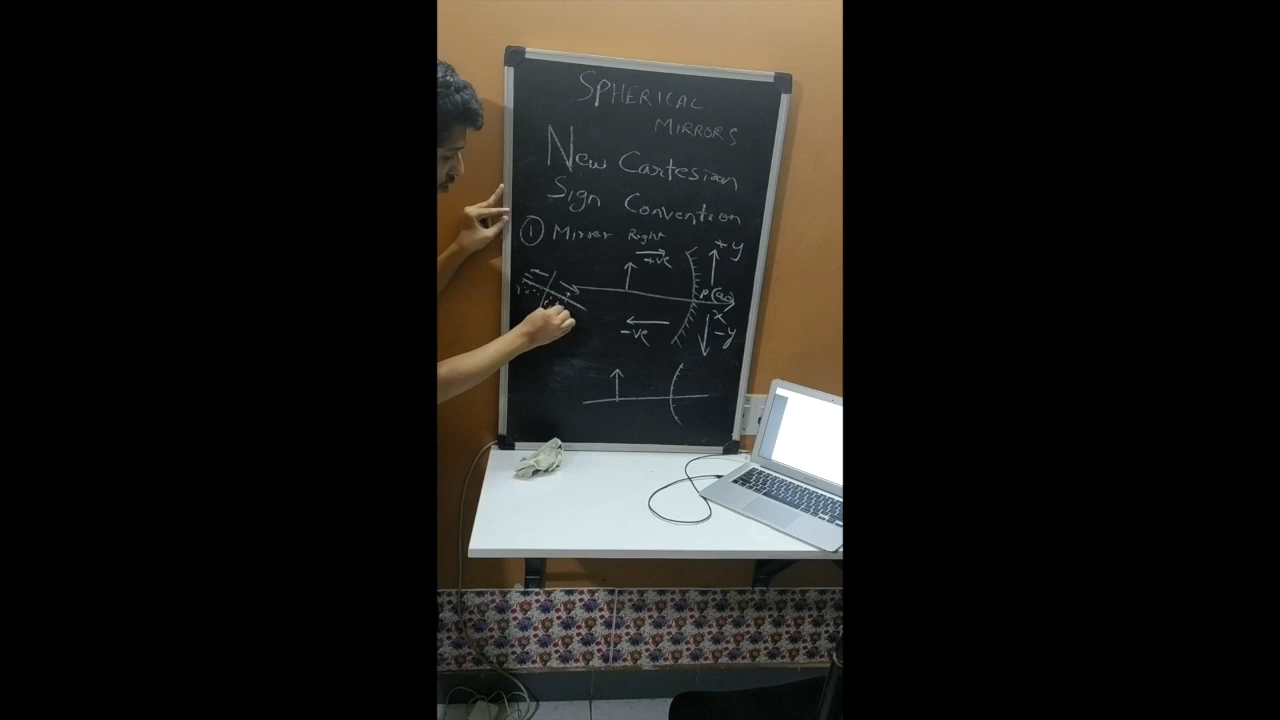 SPHERICAL
MIRRORS
New Cartesian
Sign Convention
① Mirror Right
+ve
+y
P
x
-ve
-y